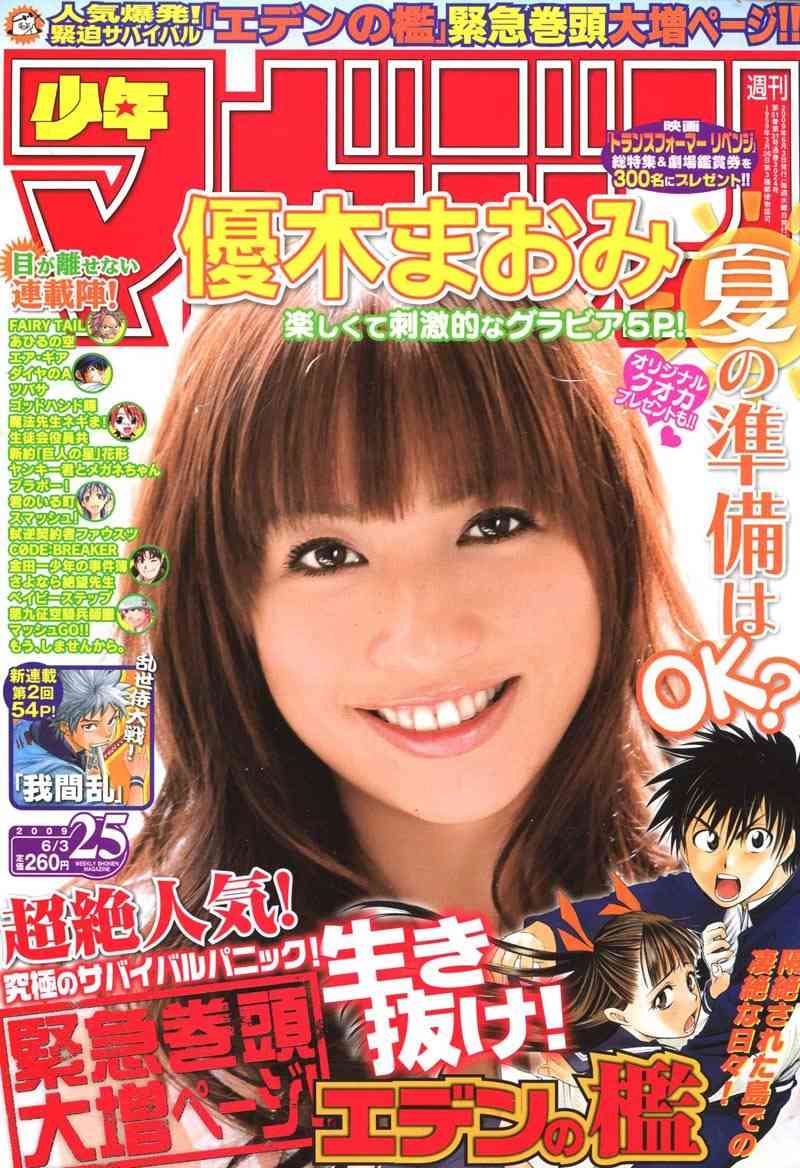 人気爆発!
緊迫サバイバル
『エデンの檻』緊急巻頭大増ページ!!
週刊
少年
マガジン
映画
『トランスフォーマー リベンジ』
総特集&劇場鑑賞券を
300名にプレゼント!!
優木まおみ
楽しくて刺激的なグラビア5P!
オリジナル
クオカ
プレゼントも!!
夏の準備は
OK?
目が離せない
連載陣!
FAIRY TAIL
あひるの空
エア・ギア
ダイヤのA
ツバサ
ゴッドハンド輝
魔法先生ネギま!
生徒会役員共
新約「巨人の星」花形
ヤンキー君とメガネちゃん
ブラボー!
君のいる町
スマッシュ!
試逆契約者ファウスツ
CØDE:BREAKER
金田一少年の事件簿
さよなら絶望先生
ベイビーステップ
第九征空騎兵師團
マッシュGO!!
もう、しませんから。
新連載
第2回
54P!
乱世侍大戦!
「我間乱」
2009
6/3
定価260円
25
WEEKLY SHONEN
MAGAZINE
超絶人気!
究極のサバイバルパニック!
緊急巻頭
大増ページ!
生き
抜け!
エデンの檻
隔絶された島での
凄絶な日々!